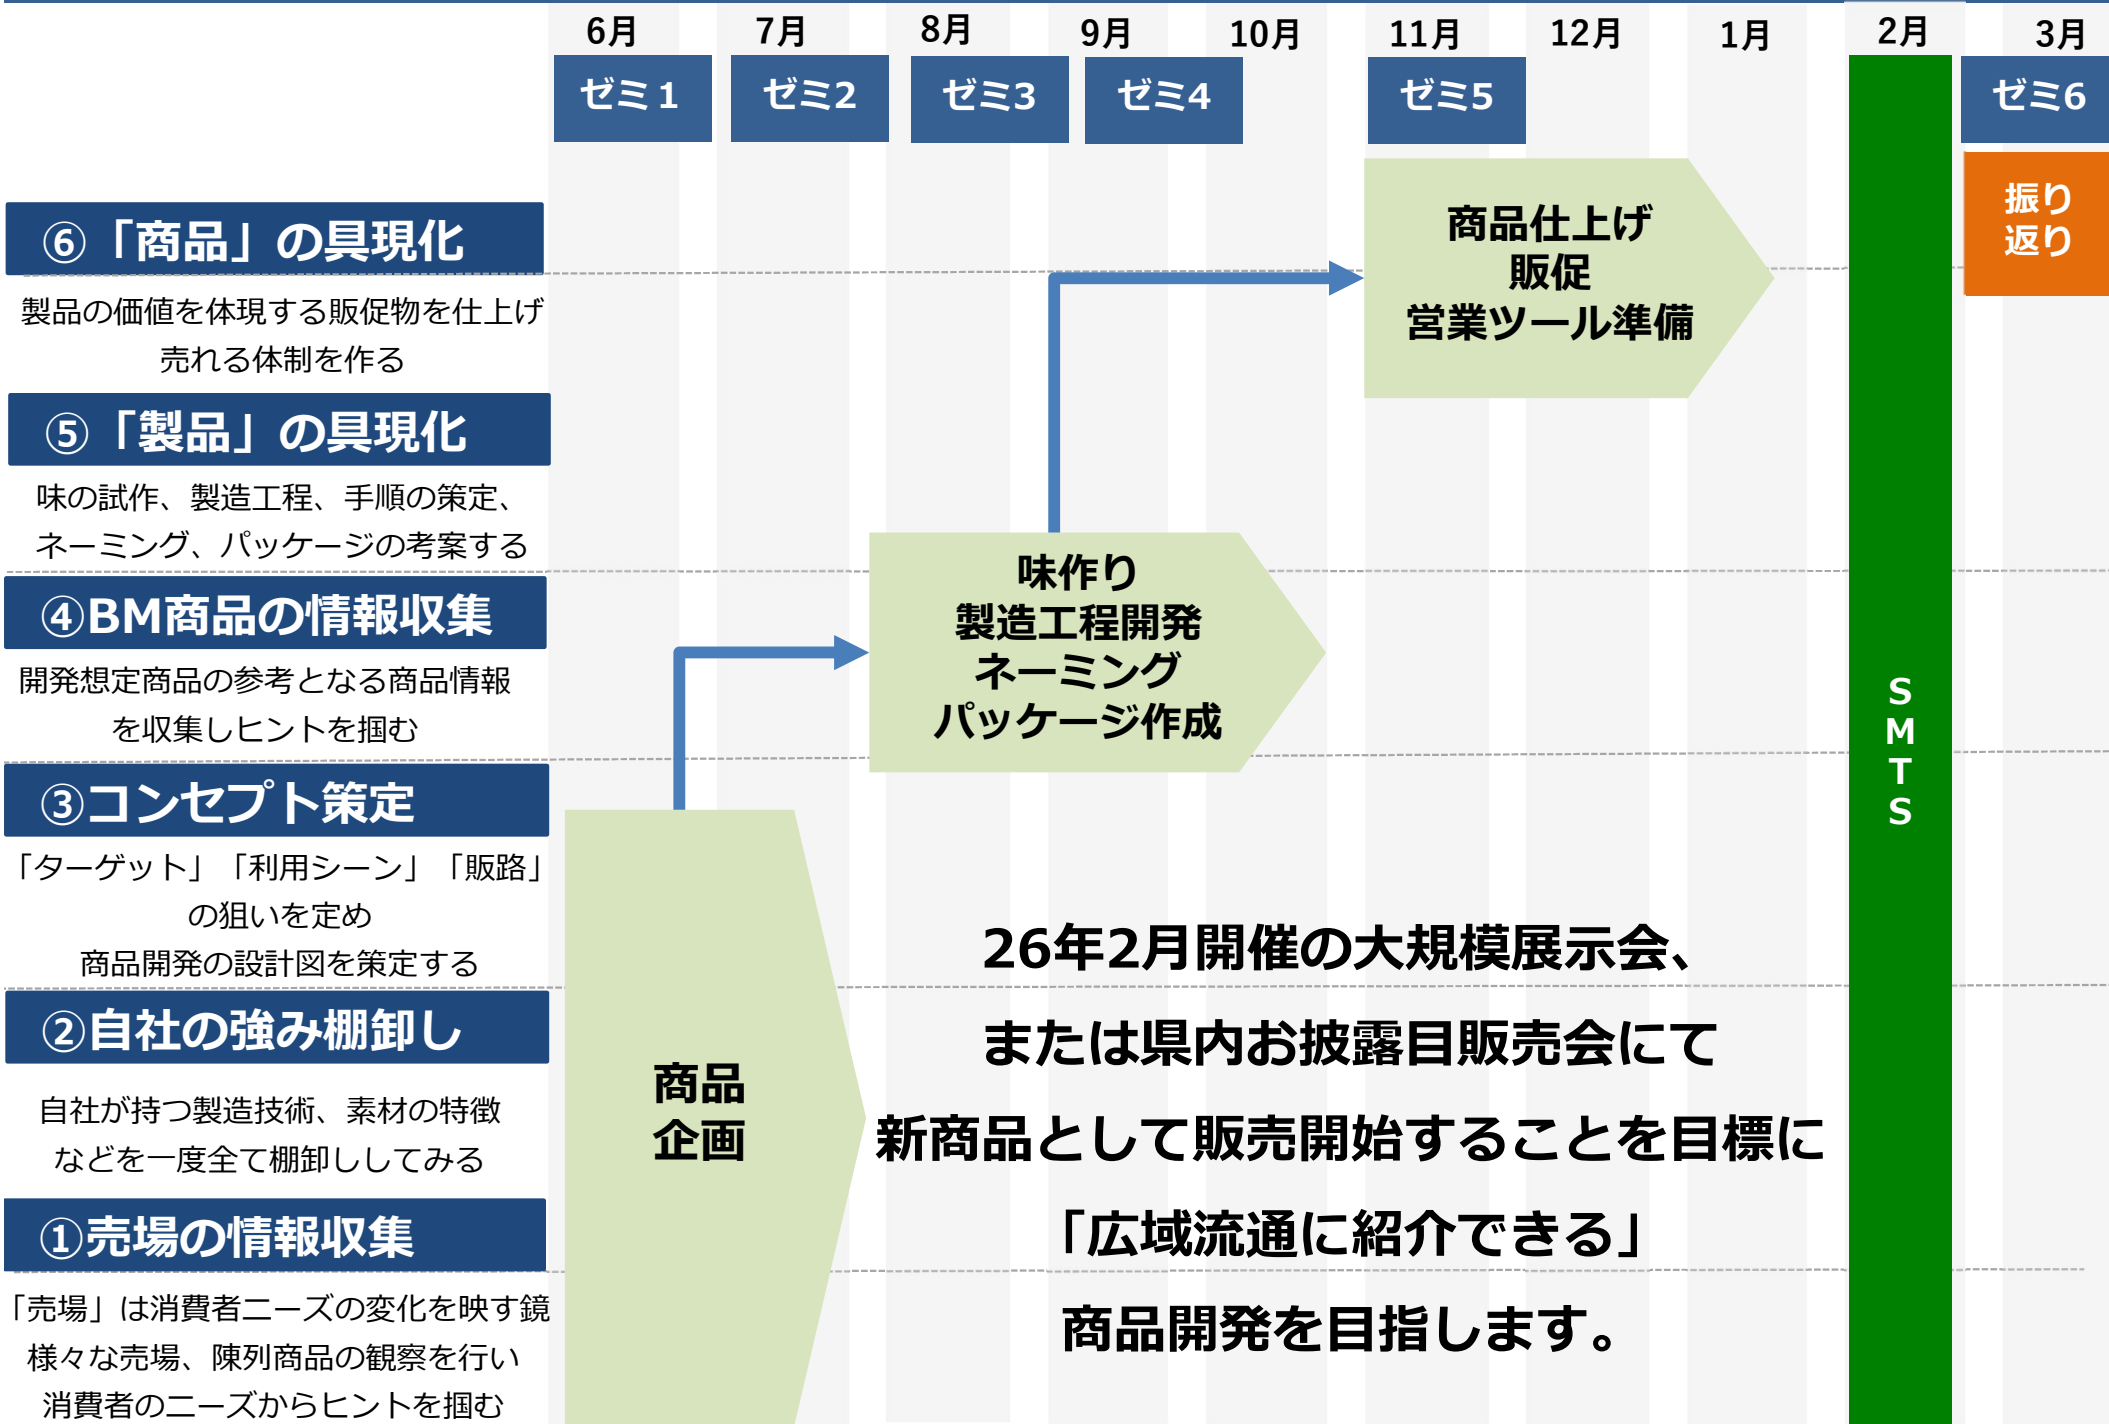 6月
7月
8月
9月
10月
11月
12月
1月
2月
3月
ゼミ1
ゼミ2
ゼミ3
ゼミ4
ゼミ5
ゼミ6
振り
返り
⑥「商品」の具現化
製品の価値を体現する販促物を仕上げ
売れる体制を作る
商品仕上げ
販促
営業ツール準備
⑤「製品」の具現化
味の試作、製造工程、手順の策定、
ネーミング、パッケージの考案する
味作り
製造工程開発
ネーミング
パッケージ作成
④BM商品の情報収集
開発想定商品の参考となる商品情報
を収集しヒントを掴む
③コンセプト策定
「ターゲット」「利用シーン」「販路」
の狙いを定め
商品開発の設計図を策定する
②自社の強み棚卸し
自社が持つ製造技術、素材の特徴
などを一度全て棚卸ししてみる
①売場の情報収集
「売場」は消費者ニーズの変化を映す鏡
様々な売場、陳列商品の観察を行い
消費者のニーズからヒントを掴む
商品
企画
26年2月開催の大規模展示会、
または県内お披露目販売会にて
新商品として販売開始することを目標に
「広域流通に紹介できる」
商品開発を目指します。
S
M
T
S